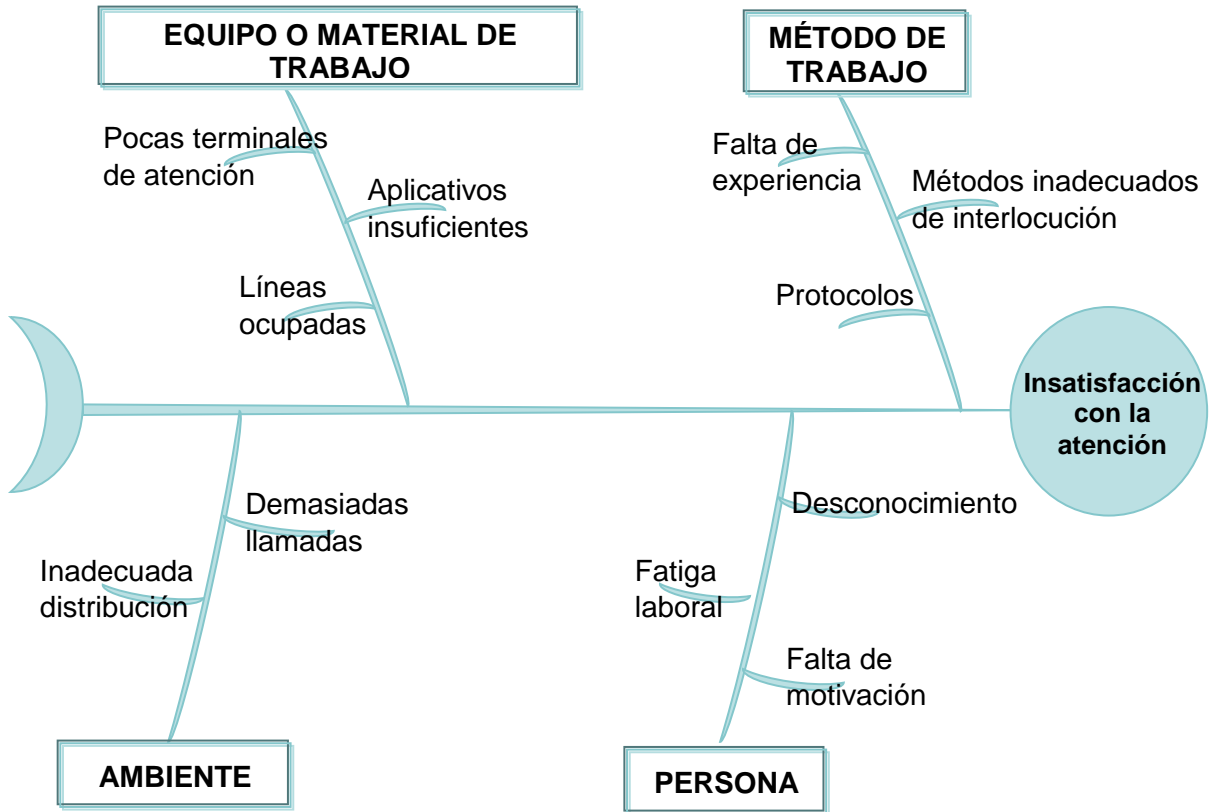 EQUIPO O MATERIAL DE
TRABAJO
MÉTODO DE
TRABAJO
Pocas terminales
de atención
Aplicativos
insuficientes
Líneas
ocupadas
Falta de
experiencia
Métodos inadecuados
de interlocución
Protocolos
Insatisfacción
con la
atención
Demasiadas
llamadas
Inadecuada
distribución
Desconocimiento
Fatiga
laboral
Falta de
motivación
AMBIENTE
PERSONA